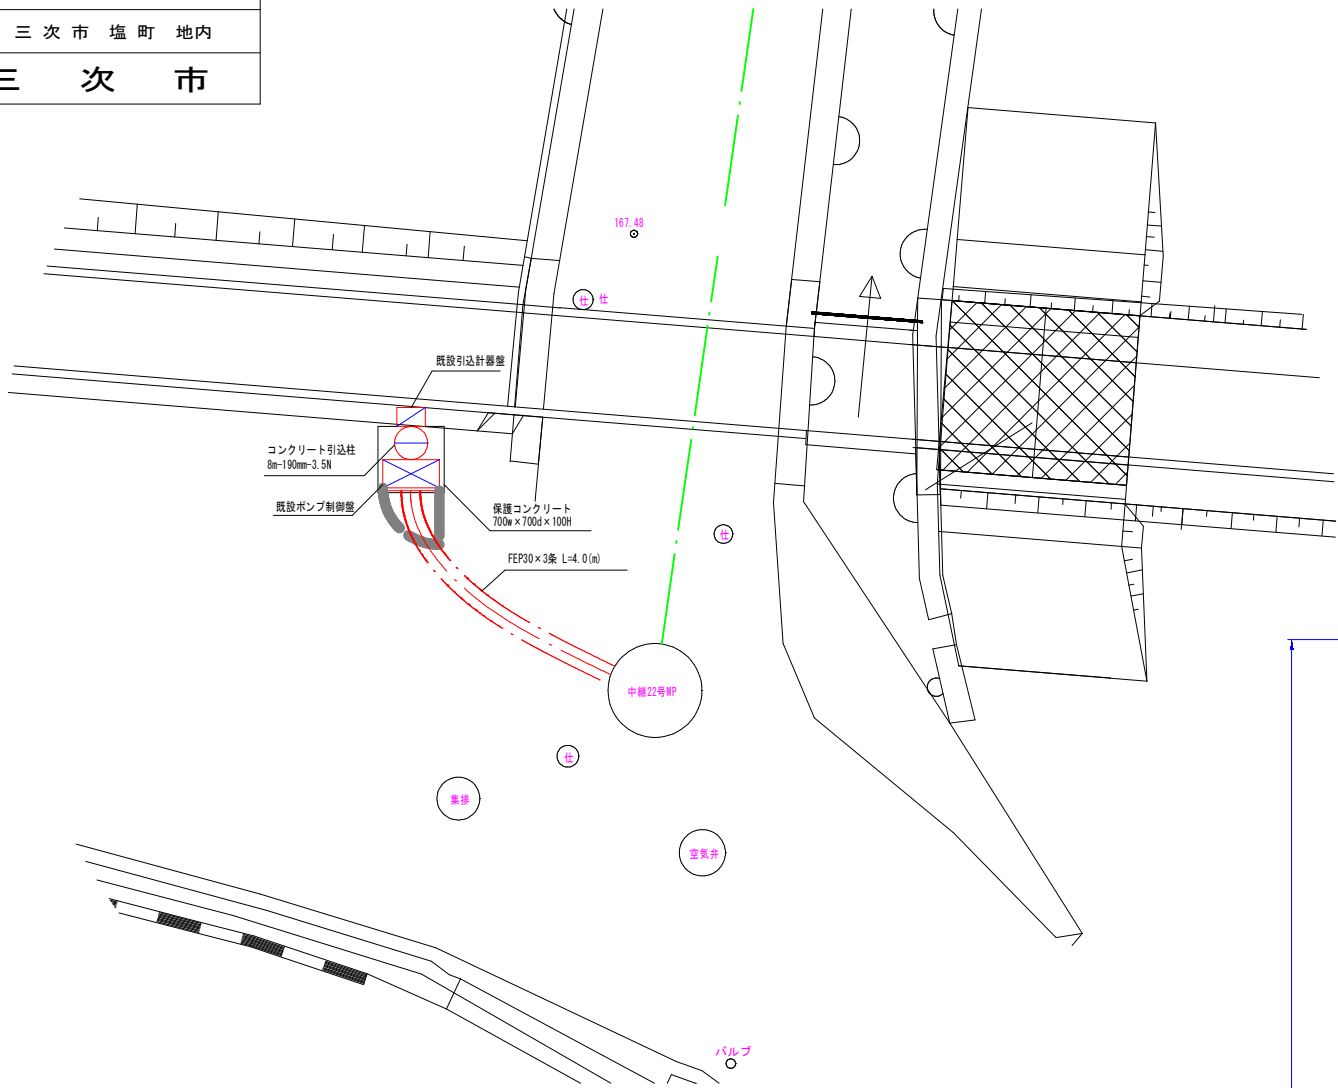 三次市 塩町 地内
三次市
167.48
仕 仕
既設引込計器盤
コンクリート引込柱
8m-190mm-3.5N
既設ポンプ制御盤
保護コンクリート
700w×700d×100H
仕
FEP30×3条 L=4.0(m)
中継22号MP
仕
集排
空気弁
バルブ